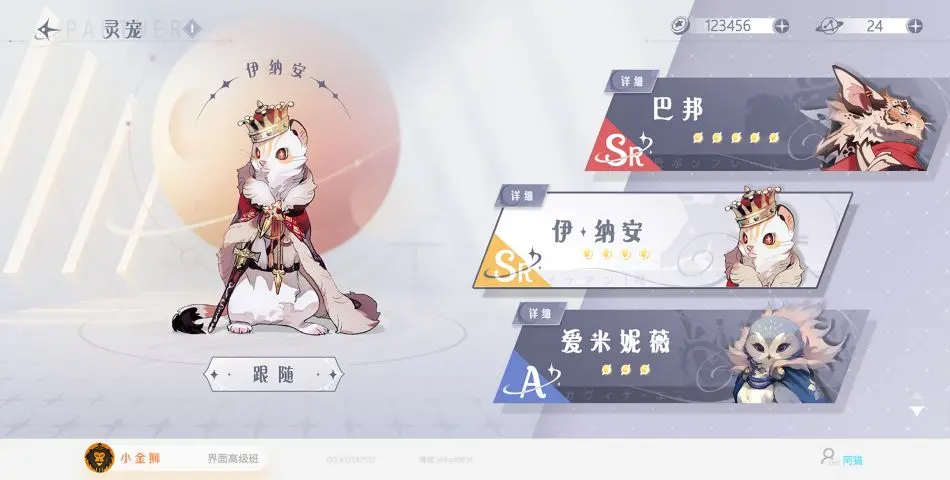 PARTNER
灵宠
!
123456
24
伊纳安
跟随
详细
巴邦
SR
详细
伊纳安
SR
详细
爱米妮薇
A
小金狮
界面高级班
阿猫